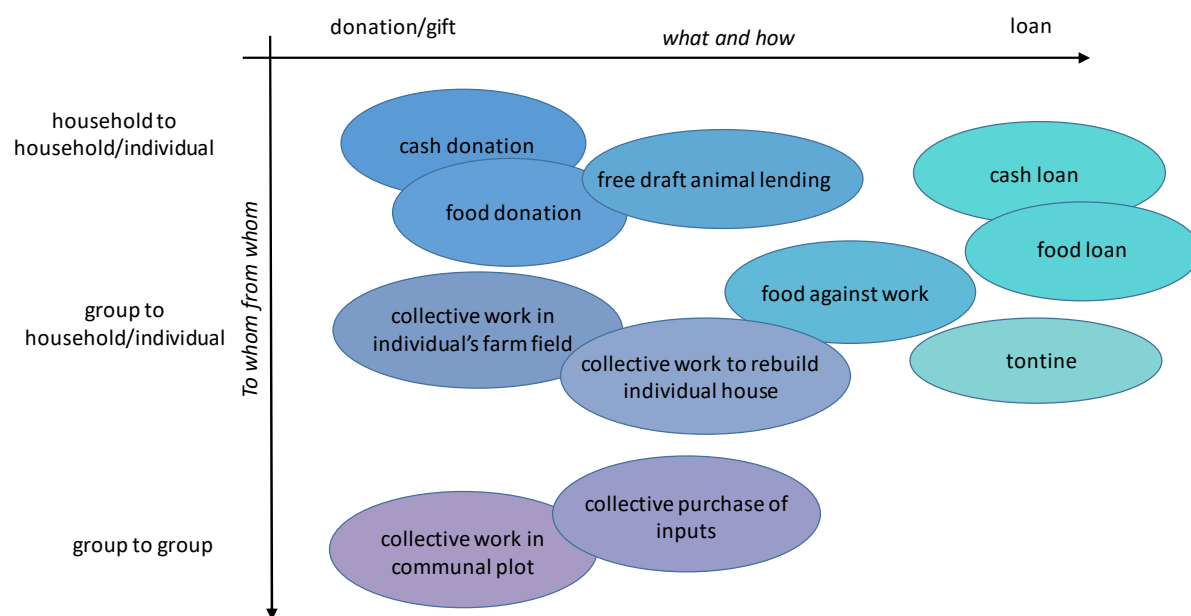 donation/gift
what and how
loan
To whom from whom
household to
household/individual
cash donation
free draft animal lending
cash loan
food donation
food loan
group to
household/individual
collective work in
individual’s farm field
food against work
collective work to rebuild
individual house
tontine
group to group
collective work in
communal plot
collective purchase of
inputs